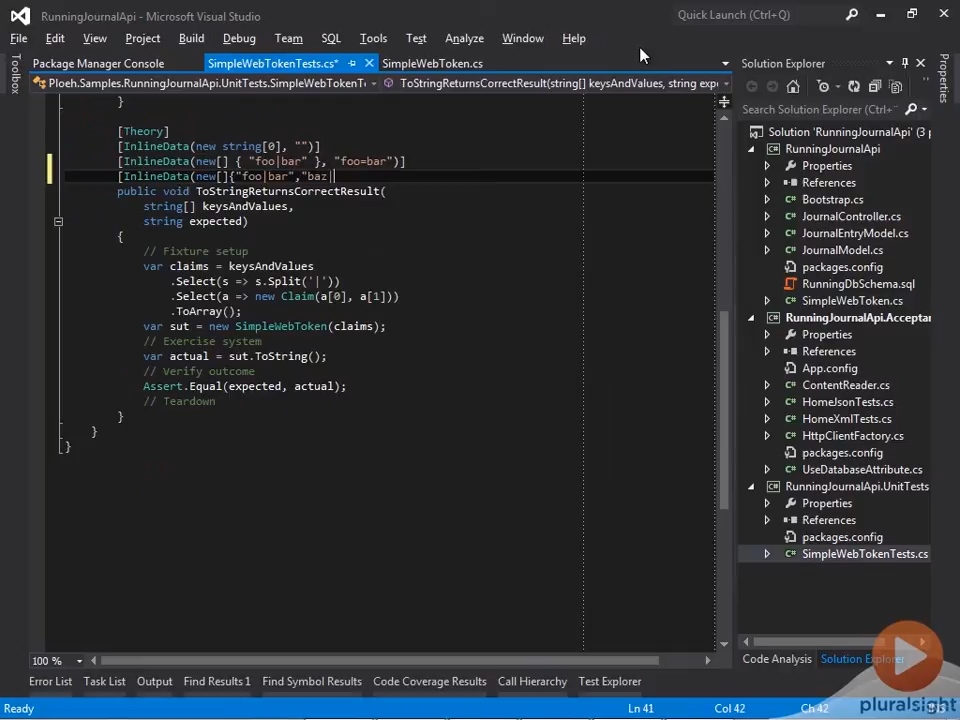 RunningJournalApi - Microsoft Visual Studio
Quick Launch (Ctrl+Q)
File Edit View Project Build Debug Team SQL Tools Test Analyze Window Help
Toolbox
Package Manager Console SimpleWebTokenTests.cs* SimpleWebToken.cs
Ploeh.Samples.RunningJournalApi.UnitTests.SimpleWebTokenT
ToStringReturnsCorrectResult(string[] keysAndValues, string expe
}
[Theory]
[InlineData(new string[0], "")]
[InlineData(new[] { "foo|bar" }, "foo=bar")]
[InlineData(new[]{"foo|bar","baz|
public void ToStringReturnsCorrectResult(
string[] keysAndValues,
string expected)
{
// Fixture setup
var claims = keysAndValues
.Select(s => s.Split('|'))
.Select(a => new Claim(a[0], a[1]))
.ToArray();
var sut = new SimpleWebToken(claims);
// Exercise system
var actual = sut.ToString();
// Verify outcome
Assert.Equal(expected, actual);
// Teardown
}
}
}
100 %
Solution Explorer
Search Solution Explorer (Ctrl+
Solution 'RunningJournalApi' (3 p
RunningJournalApi
Properties
References
Bootstrap.cs
JournalController.cs
JournalEntryModel.cs
JournalModel.cs
packages.config
RunningDbSchema.sql
SimpleWebToken.cs
RunningJournalApi.Acceptan
Properties
References
App.config
ContentReader.cs
HomeJsonTests.cs
HomeXmlTests.cs
HttpClientFactory.cs
packages.config
UseDatabaseAttribute.cs
RunningJournalApi.UnitTests
Properties
References
packages.config
SimpleWebTokenTests.cs
Code Analysis Solution Explorer
Properties
Error List Task List Output Find Results 1 Find Symbol Results Code Coverage Results Call Hierarchy Test Explorer
Ready Ln 41 Col 42 Ch 42
pluralsight